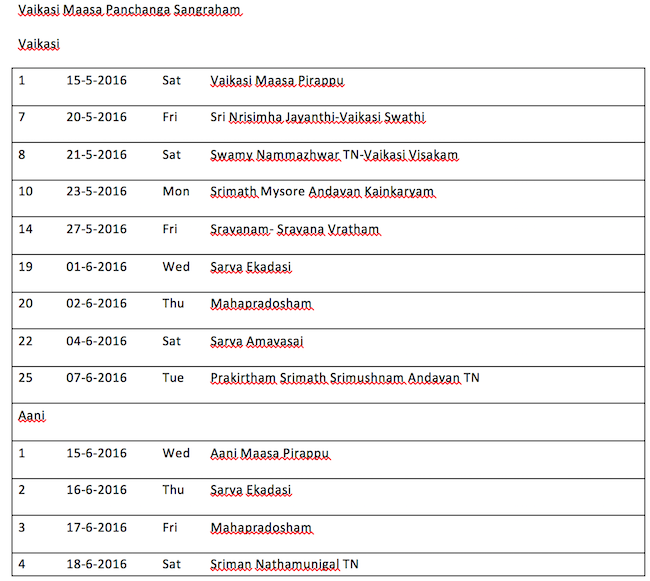 Vaikasi Maasa Panchanga Sangraham
Vaikasi
1 15-5-2016 Sat Vaikasi Maasa Pirappu
7 20-5-2016 Fri Sri Nrisimha Jayanthi-Vaikasi Swathi
8 21-5-2016 Sat Swamy Nammazhwar TN-Vaikasi Visakam
10 23-5-2016 Mon Srimath Mysore Andavan Kainkaryam
14 27-5-2016 Fri Sravanam- Sravana Vratham
19 01-6-2016 Wed Sarva Ekadasi
20 02-6-2016 Thu Mahapradosham
22 04-6-2016 Sat Sarva Amavasai
25 07-6-2016 Tue Prakirtham Srimath Srimushnam Andavan TN
Aani
1 15-6-2016 Wed Aani Maasa Pirappu
2 16-6-2016 Thu Sarva Ekadasi
3 17-6-2016 Fri Mahapradosham
4 18-6-2016 Sat Sriman Nathamunigal TN